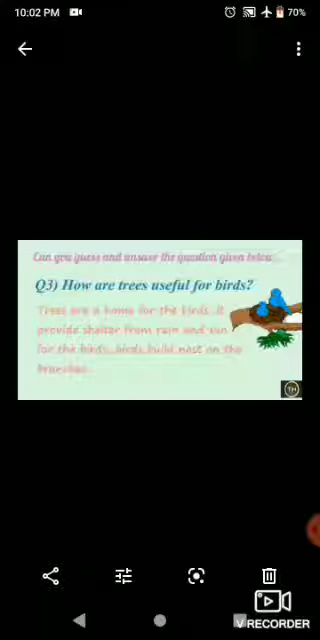 10:02 PM
70%
Can you guess and answer the question given below
Q3) How are trees useful for birds?
Trees are a home for the birds. It
provide shelter from rain and sun
for the birds. birds build nest on the
branches.
TH
V RECORDER